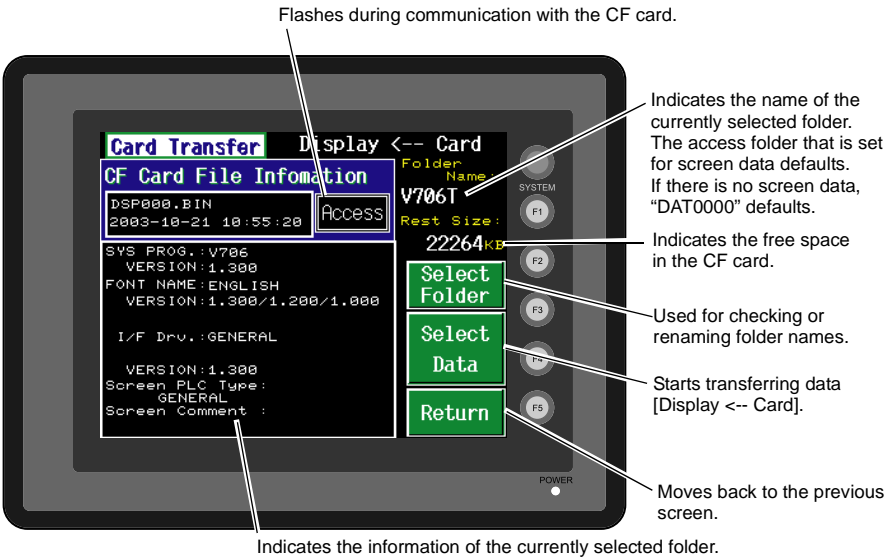 Flashes during communication with the CF card.
Card Transfer
Display <-- Card
CF Card File Infomation
DSP000.BIN
2003-10-21 10:55:20
Access
Folder
Name:
V706T
Rest Size:
22264KB
SYS PROG.:V706
VERSION:1.300
FONT NAME:ENGLISH
VERSION:1.300/1.200/1.000
I/F Drv.:GENERAL
VERSION:1.300
Screen PLC Type:
GENERAL
Screen Comment :
Select
Folder
Select
Data
Return
SYSTEM
F1
F2
F3
F4
F5
POWER
Indicates the name of the
currently selected folder.
The access folder that is set
for screen data defaults.
If there is no screen data,
“DAT0000” defaults.
Indicates the free space
in the CF card.
Used for checking or
renaming folder names.
Starts transferring data
[Display <-- Card].
Moves back to the previous
screen.
Indicates the information of the currently selected folder.